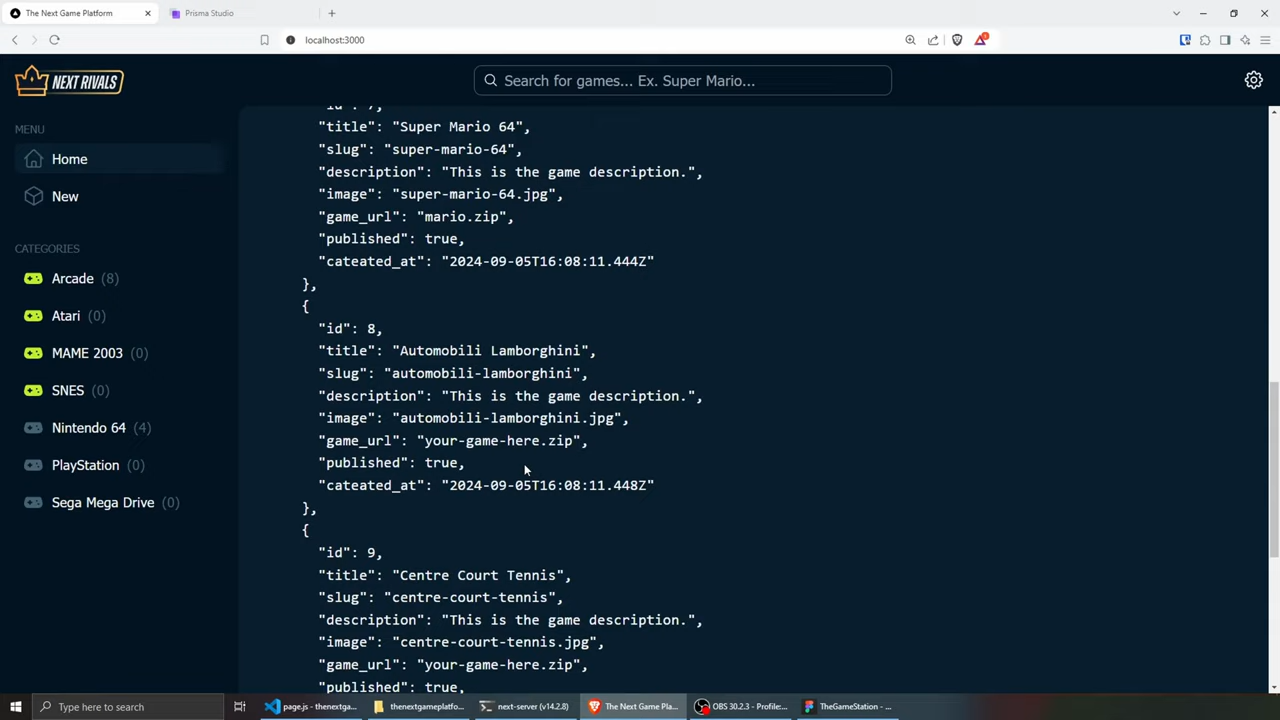 The Next Game Platform
Prisma Studio
localhost:3000
NEXT RIVALS
Search for games... Ex. Super Mario...
MENU
Home
New
CATEGORIES
Arcade (8)
Atari (0)
MAME 2003 (0)
SNES (0)
Nintendo 64 (4)
PlayStation (0)
Sega Mega Drive (0)
"id": 7,
"title": "Super Mario 64",
"slug": "super-mario-64",
"description": "This is the game description.",
"image": "super-mario-64.jpg",
"game_url": "mario.zip",
"published": true,
"cateated_at": "2024-09-05T16:08:11.444Z"
},
{
"id": 8,
"title": "Automobili Lamborghini",
"slug": "automobili-lamborghini",
"description": "This is the game description.",
"image": "automobili-lamborghini.jpg",
"game_url": "your-game-here.zip",
"published": true,
"cateated_at": "2024-09-05T16:08:11.448Z"
},
{
"id": 9,
"title": "Centre Court Tennis",
"slug": "centre-court-tennis",
"description": "This is the game description.",
"image": "centre-court-tennis.jpg",
"game_url": "your-game-here.zip",
"published": true,
Type here to search
page.js - thenextga...
thenextgameplatfo...
next-server (v14.2.8)
The Next Game Pla...
OBS 30.2.3 - Profile:...
TheGameStation - ...